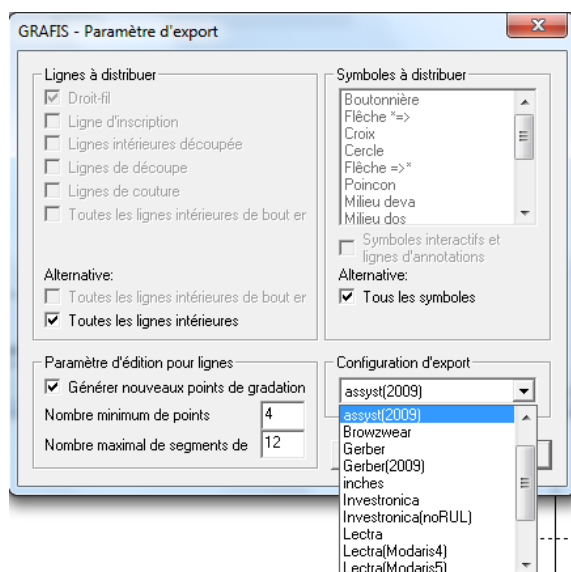 GRAFIS - Paramètre d'export
Lignes à distribuer
Droit-fil
Ligne d'inscription
Lignes intérieures découpée
Lignes de découpe
Lignes de couture
Toutes les lignes intérieures de bout er
Alternative:
Toutes les lignes intérieures de bout er
Toutes les lignes intérieures
Symboles à distribuer
Boutonnière
Flêche *=>
Croix
Cercle
Flêche =>*
Poincon
Milieu deva
Milieu dos
Symboles interactifs et
lignes d'annotations
Alternative:
Tous les symboles
Paramètre d'édition pour lignes
Générer nouveaux points de gradation
Nombre minimum de points 4
Nombre maximal de segments de 12
Configuration d'export
assyst(2009)
assyst(2009)
Browzwear
Gerber
Gerber(2009)
inches
Investronica
Investronica(noRUL)
Lectra
Lectra(Modaris4)
Lectra(Modaris5)